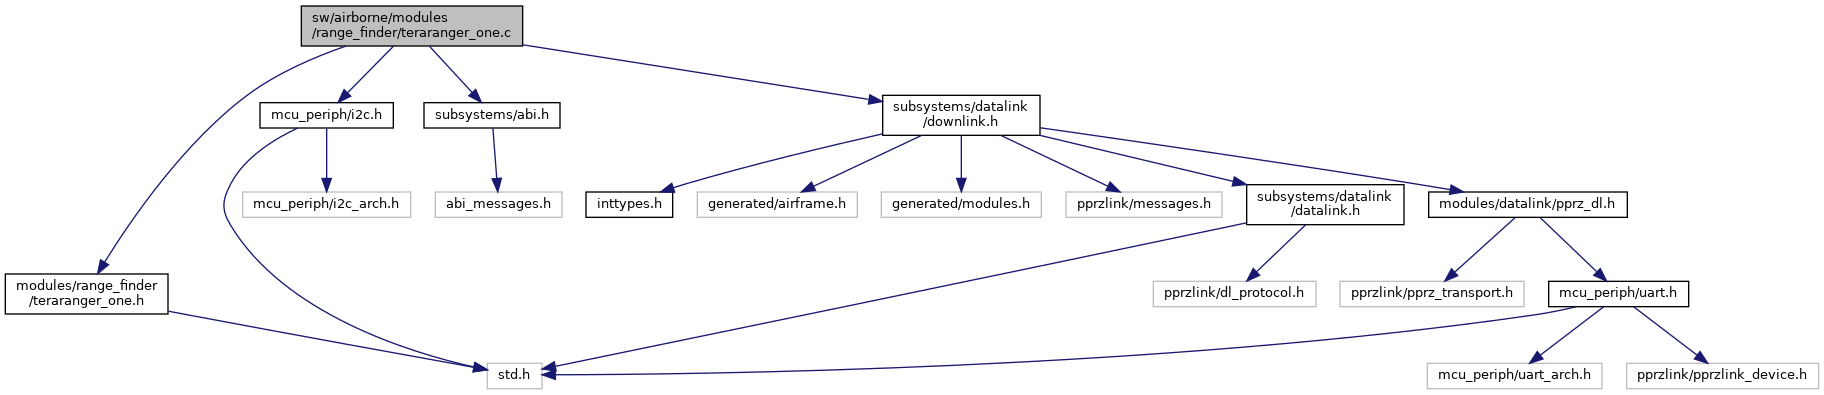 sw/airborne/modules
/range_finder/teraranger_one.c
mcu_periph/i2c.h
subsystems/abi.h
subsystems/datalink
/downlink.h
mcu_periph/i2c_arch.h
abi_messages.h
inttypes.h
generated/airframe.h
generated/modules.h
pprzlink/messages.h
subsystems/datalink
/datalink.h
modules/datalink/pprz_dl.h
modules/range_finder
/teraranger_one.h
pprzlink/dl_protocol.h
pprzlink/pprz_transport.h
mcu_periph/uart.h
std.h
mcu_periph/uart_arch.h
pprzlink/pprzlink_device.h